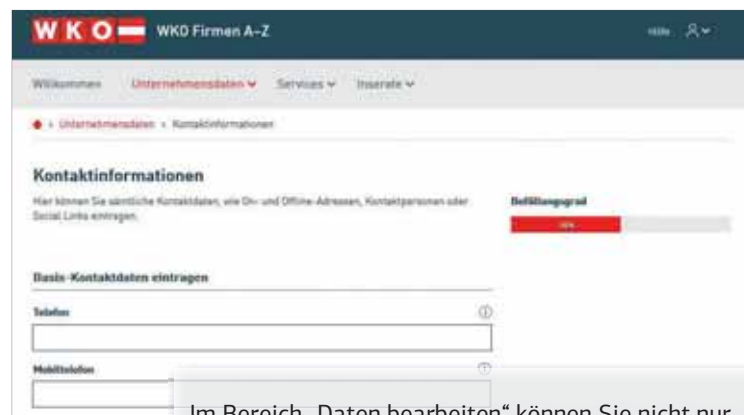 WKO WKO Firmen A-Z
Willkommen Unternehmensdaten Services Inserate
Unternehmensdaten Kontaktinformationen
Kontaktinformationen
Hier können Sie sämtliche Kontaktdaten, wie On- und Offline-Adressen, Kontaktpersonen oder
Social Links eintragen.
Befüllungsgrad
Basis-Kontaktdaten eintragen
Telefon
Mobiltelefon
Im Bereich „Daten bearbeiten“ können Sie nicht nur